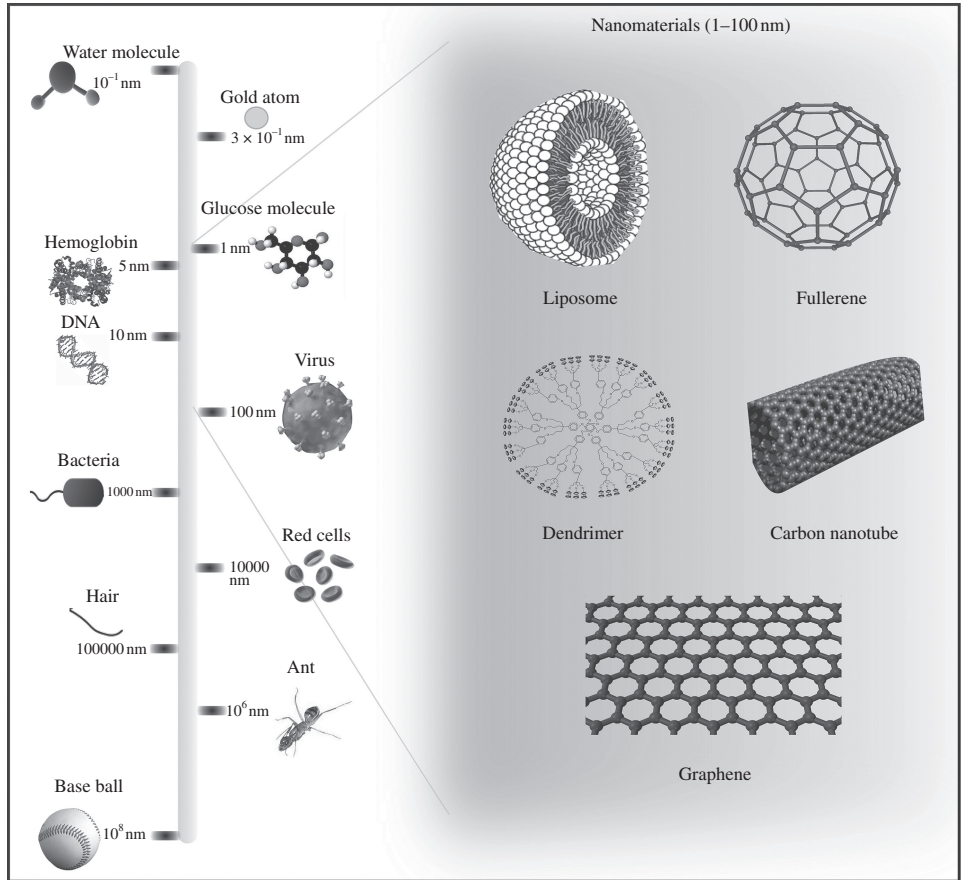 Nanomaterials (1–100 nm)
Water molecule
10⁻¹ nm
Gold atom
3 × 10⁻¹ nm
Glucose molecule
1 nm
Hemoglobin
5 nm
DNA
10 nm
Virus
100 nm
Bacteria
1000 nm
Red cells
10000
nm
Hair
100000 nm
Ant
10⁶ nm
Base ball
10⁸ nm
Liposome
Fullerene
Dendrimer
Carbon nanotube
Graphene